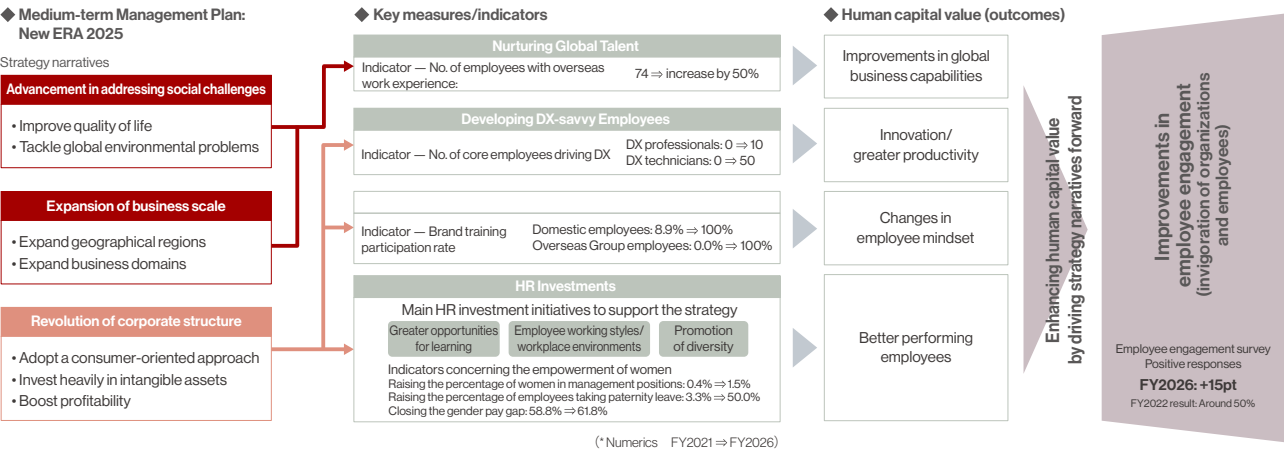 ◆ Medium-term Management Plan:
New ERA 2025
Strategy narratives
Advancement in addressing social challenges
• Improve quality of life
• Tackle global environmental problems
Expansion of business scale
• Expand geographical regions
• Expand business domains
Revolution of corporate structure
• Adopt a consumer-oriented approach
• Invest heavily in intangible assets
• Boost profitability
◆ Key measures/indicators
Nurturing Global Talent
Indicator — No. of employees with overseas
work experience:
74 ⇒ increase by 50%
Developing DX-savvy Employees
Indicator — No. of core employees driving DX
DX professionals: 0 ⇒ 10
DX technicians: 0 ⇒ 50
Indicator — Brand training
participation rate
Domestic employees: 8.9% ⇒ 100%
Overseas Group employees: 0.0% ⇒ 100%
HR Investments
Main HR investment initiatives to support the strategy
Greater opportunities
for learning
Employee working styles/
workplace environments
Promotion
of diversity
Indicators concerning the empowerment of women
Raising the percentage of women in management positions: 0.4% ⇒ 1.5%
Raising the percentage of employees taking paternity leave: 3.3% ⇒ 50.0%
Closing the gender pay gap: 58.8% ⇒ 61.8%
(* Numerics FY2021 ⇒ FY2026)
◆ Human capital value (outcomes)
Improvements in global
business capabilities
Innovation/
greater productivity
Changes in
employee mindset
Better performing
employees
Enhancing human capital value
by driving strategy narratives forward
Improvements in
employee engagement
(invigoration of organizations
and employees)
Employee engagement survey
Positive responses
FY2026: +15pt
FY2022 result: Around 50%